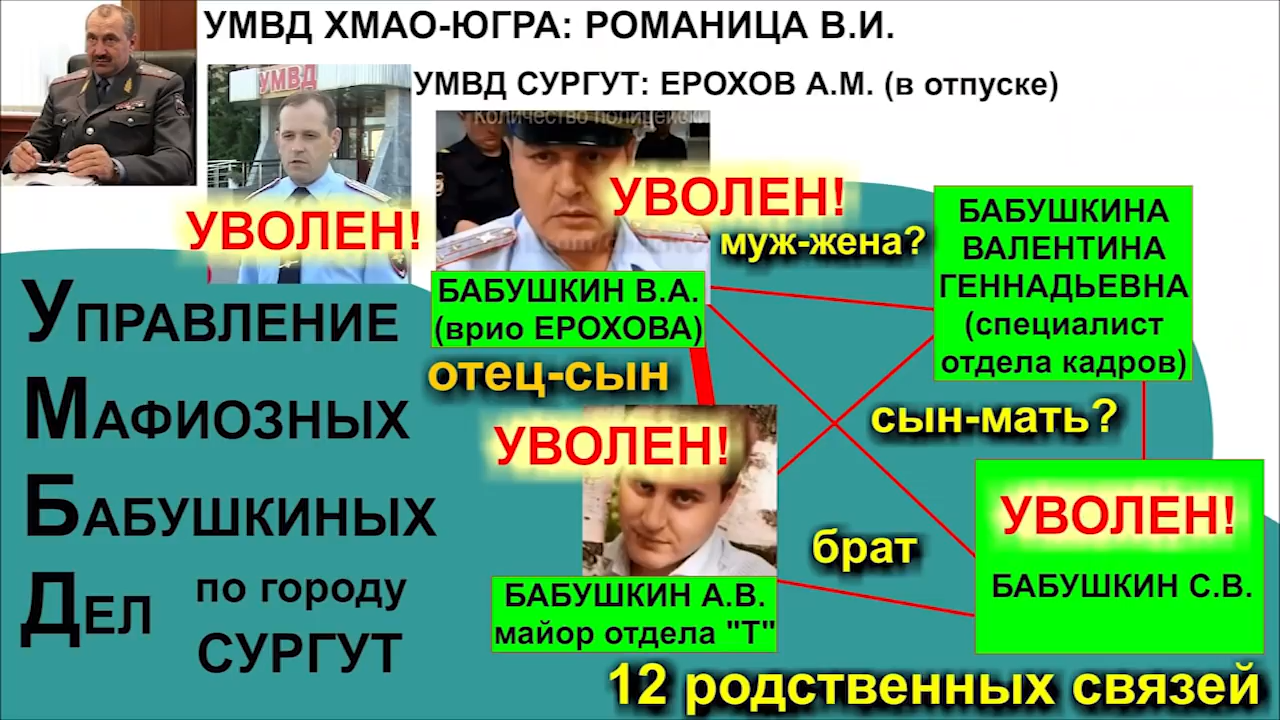 УМВД ХМАО-ЮГРА: РОМАНИЦА В.И.
УМВД СУРГУТ: ЕРОХОВ А.М. (в отпуске)
УМВД
Количество полицейски
УВОЛЕН!
УВОЛЕН!
муж-жена?
БАБУШКИНА
ВАЛЕНТИНА
ГЕННАДЬЕВНА
(специалист
отдела кадров)
БАБУШКИН В.А.
(врио ЕРОХОВА)
отец-сын
УВОЛЕН!
сын-мать?
УПРАВЛЕНИЕ
МАФИОЗНЫХ
БАБУШКИНЫХ
ДЕЛ
по городу
СУРГУТ
УВОЛЕН!
БАБУШКИН С.В.
брат
БАБУШКИН А.В.
майор отдела "Т"
12 родственных связей